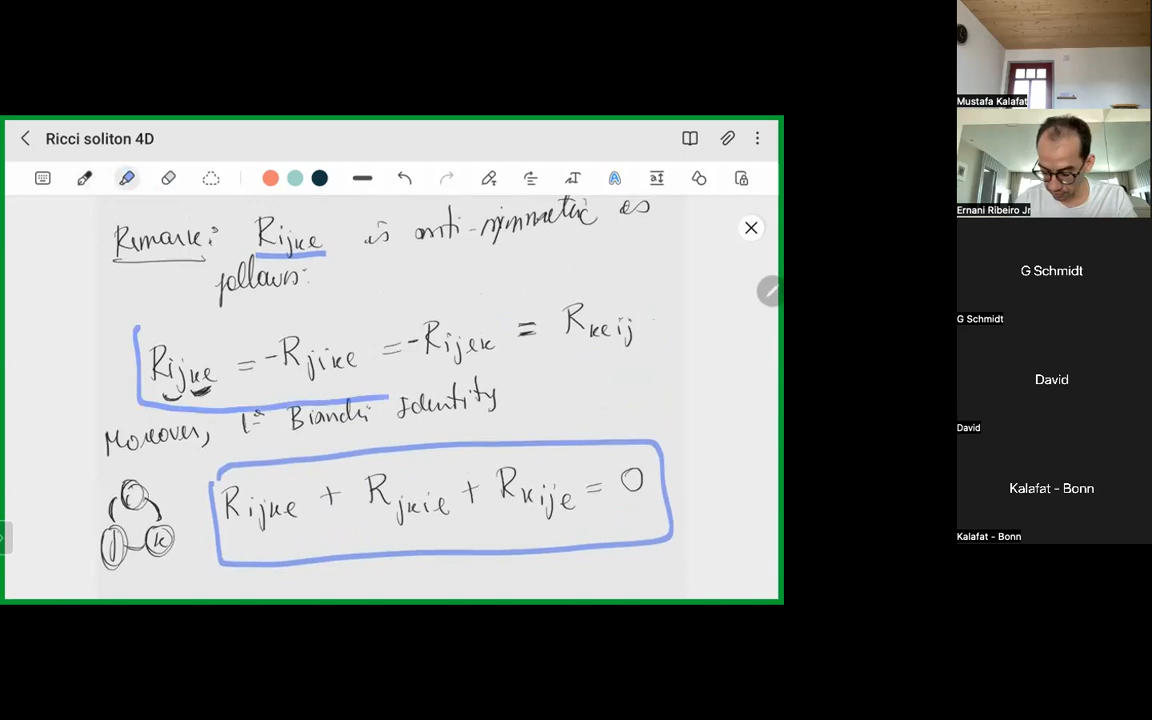 Ricci soliton 4D
Remark: Rijkl is anti-symmetric as
follows:
Rijkl = -Rjikl = -Rijlk = Rklij
Moreover, 1st Bianchi Identity
Rijkl + Rjkil + Rkijl = 0
i
j k
Mustafa Kalafat
Ernani Ribeiro Jr
G Schmidt
G Schmidt
David
David
Kalafat - Bonn
Kalafat - Bonn